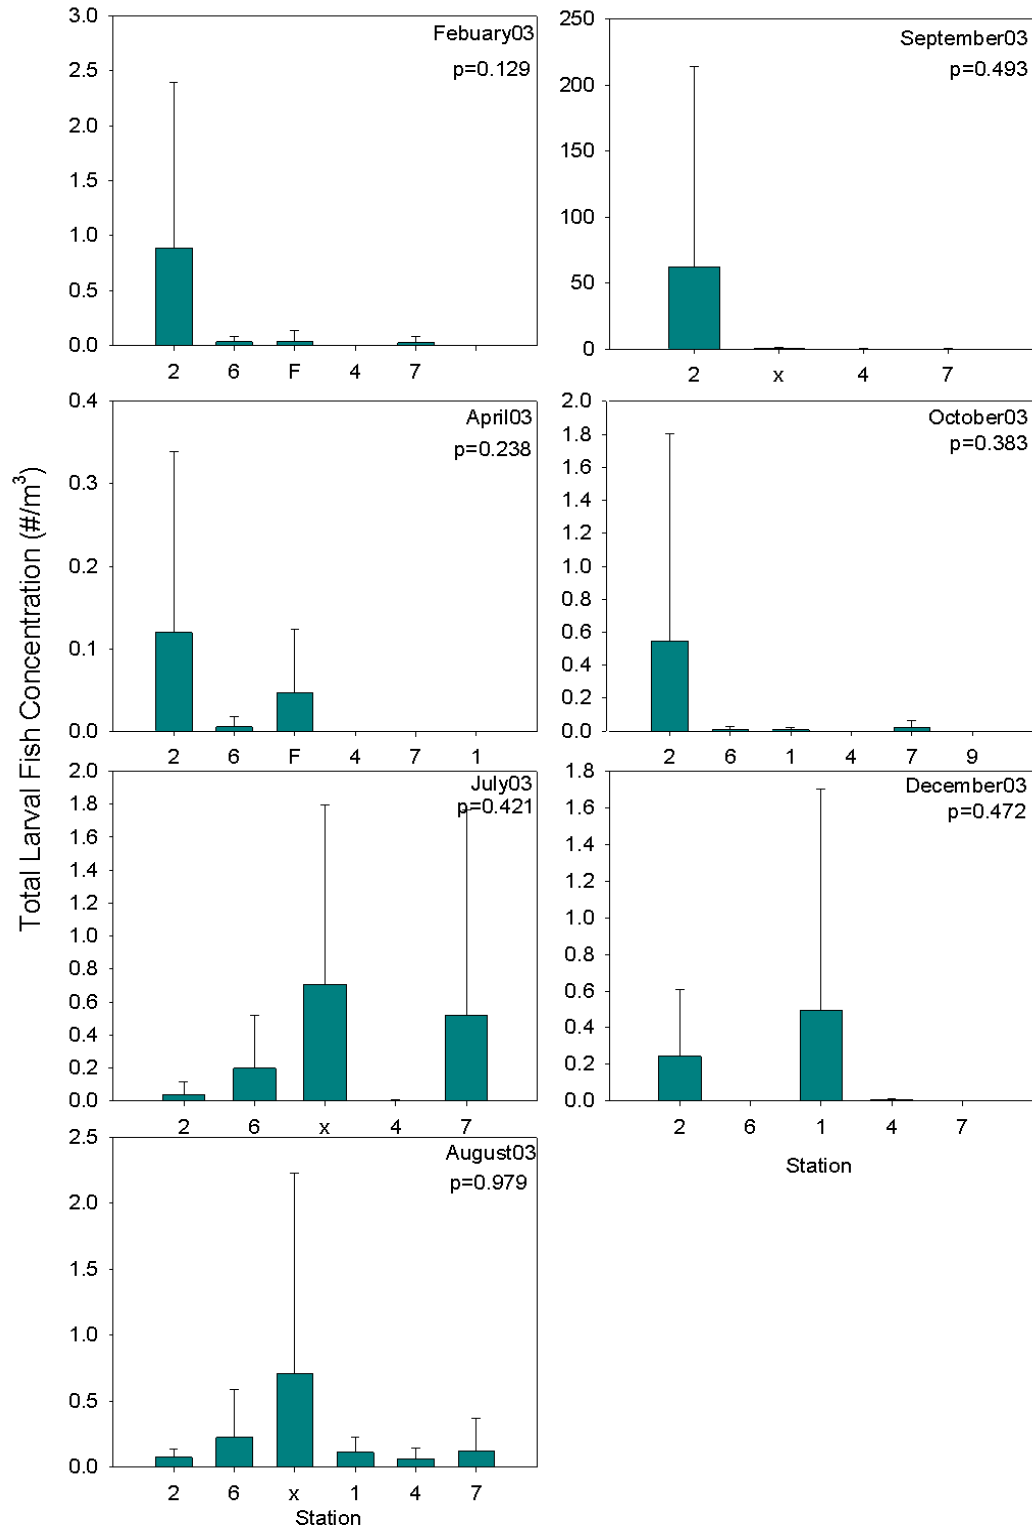 Total Larval Fish Concentration (#/m³)
Febuary03
p=0.129
3.0
2.5
2.0
1.5
1.0
0.5
0.0
2 6 F 4 7
September03
p=0.493
250
200
150
100
50
0
2 x 4 7
April03
p=0.238
0.4
0.3
0.2
0.1
0.0
2 6 F 4 7 1
October03
p=0.383
2.0
1.8
1.6
1.4
1.2
1.0
0.8
0.6
0.4
0.2
0.0
2 6 1 4 7 9
July03
p=0.421
2.0
1.8
1.6
1.4
1.2
1.0
0.8
0.6
0.4
0.2
0.0
2 6 x 4 7
December03
p=0.472
1.8
1.6
1.4
1.2
1.0
0.8
0.6
0.4
0.2
0.0
2 6 1 4 7
Station
August03
p=0.979
2.5
2.0
1.5
1.0
0.5
0.0
2 6 x 1 4 7
Station